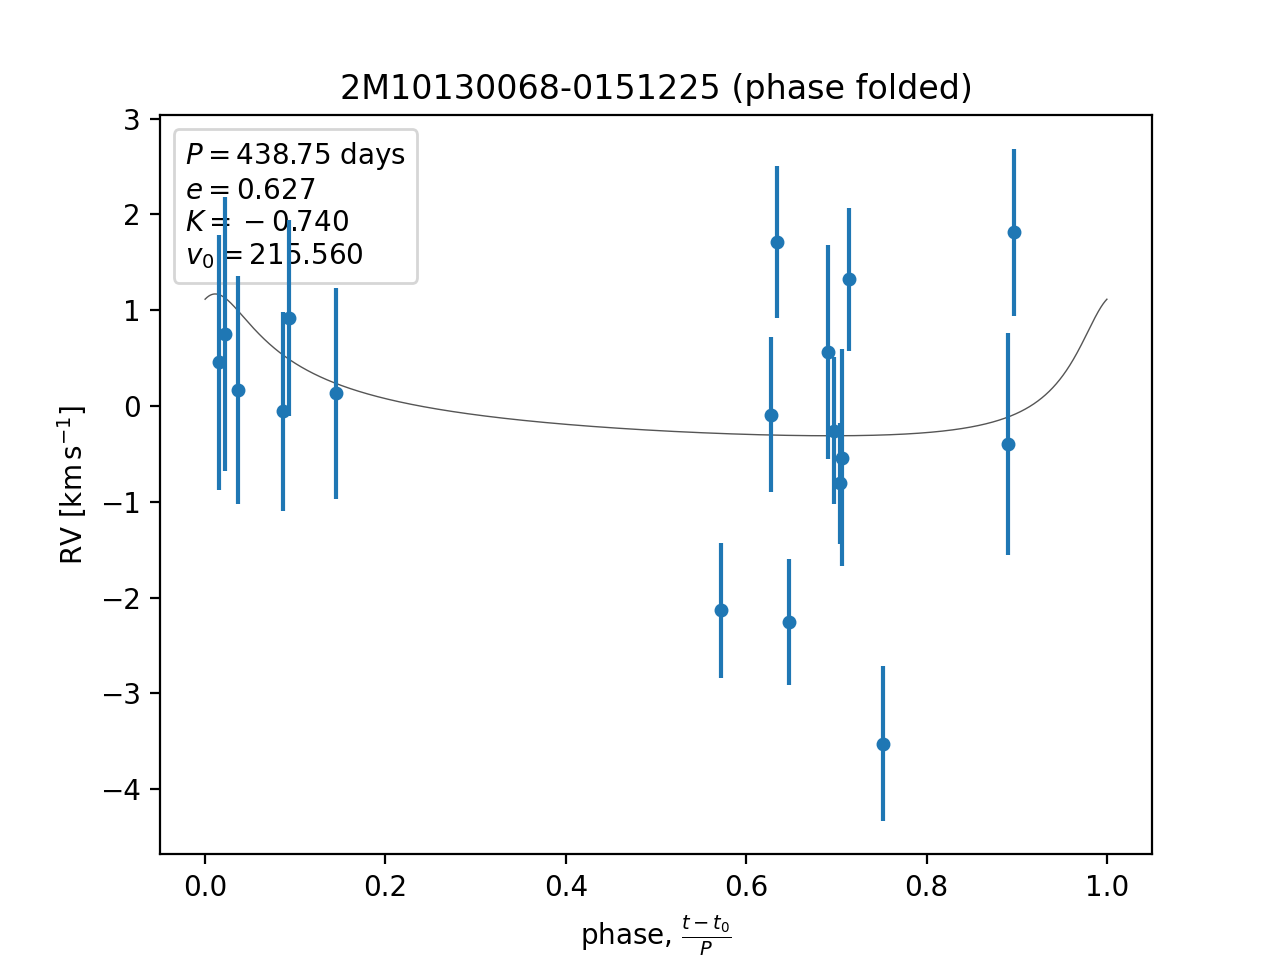 2M10130068-0151225 (phase folded)
P = 438.75 days
e = 0.627
K = −0.740
v₀ = 215.560
3
2
1
0
−1
−2
−3
−4
RV [km s⁻¹]
0.0 0.2 0.4 0.6 0.8 1.0
phase, (t − t₀)/P